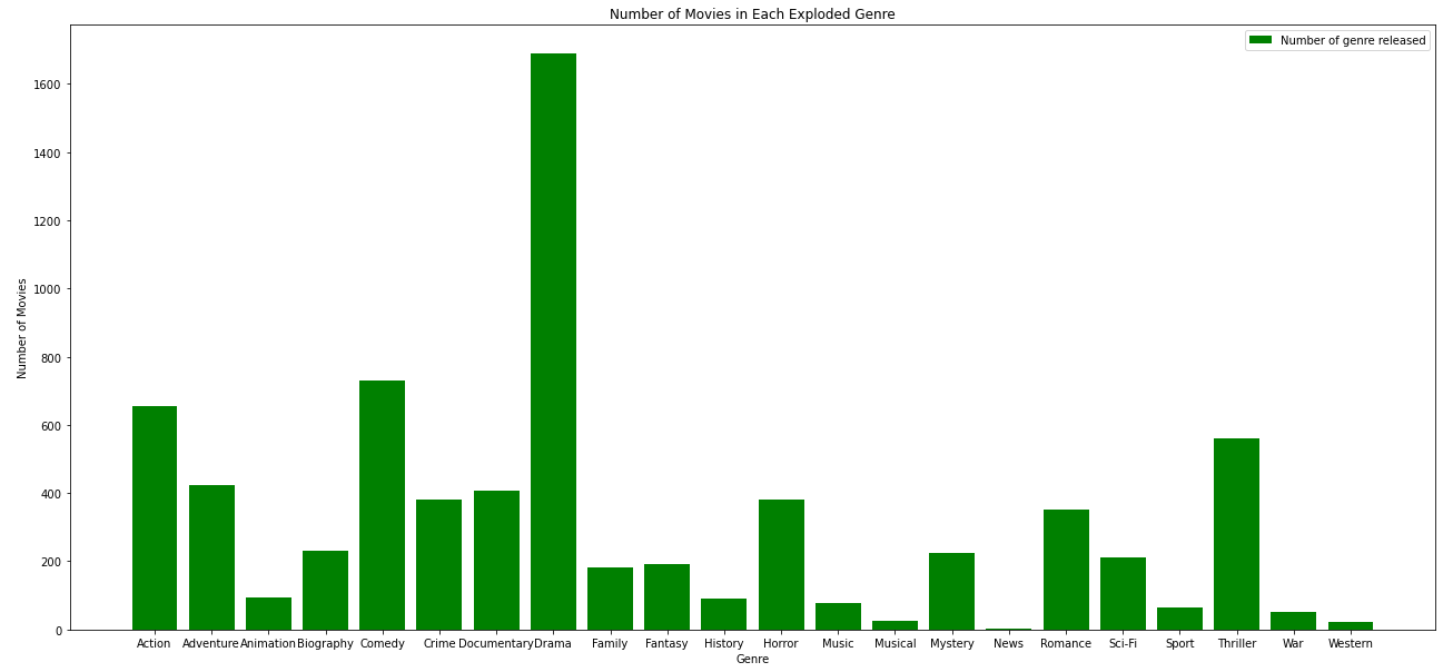 Number of Movies in Each Exploded Genre
Number of genre released
1600
1400
1200
1000
800
600
400
200
0
Number of Movies
Action Adventure Animation Biography Comedy Crime Documentary Drama Family Fantasy History Horror Music Musical Mystery News Romance Sci-Fi Sport Thriller War Western
Genre